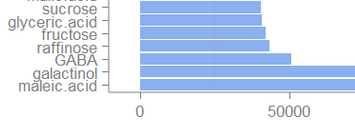 sucrose
glyceric.acid
fructose
raffinose
GABA
galactinol
maleic.acid
0 50000